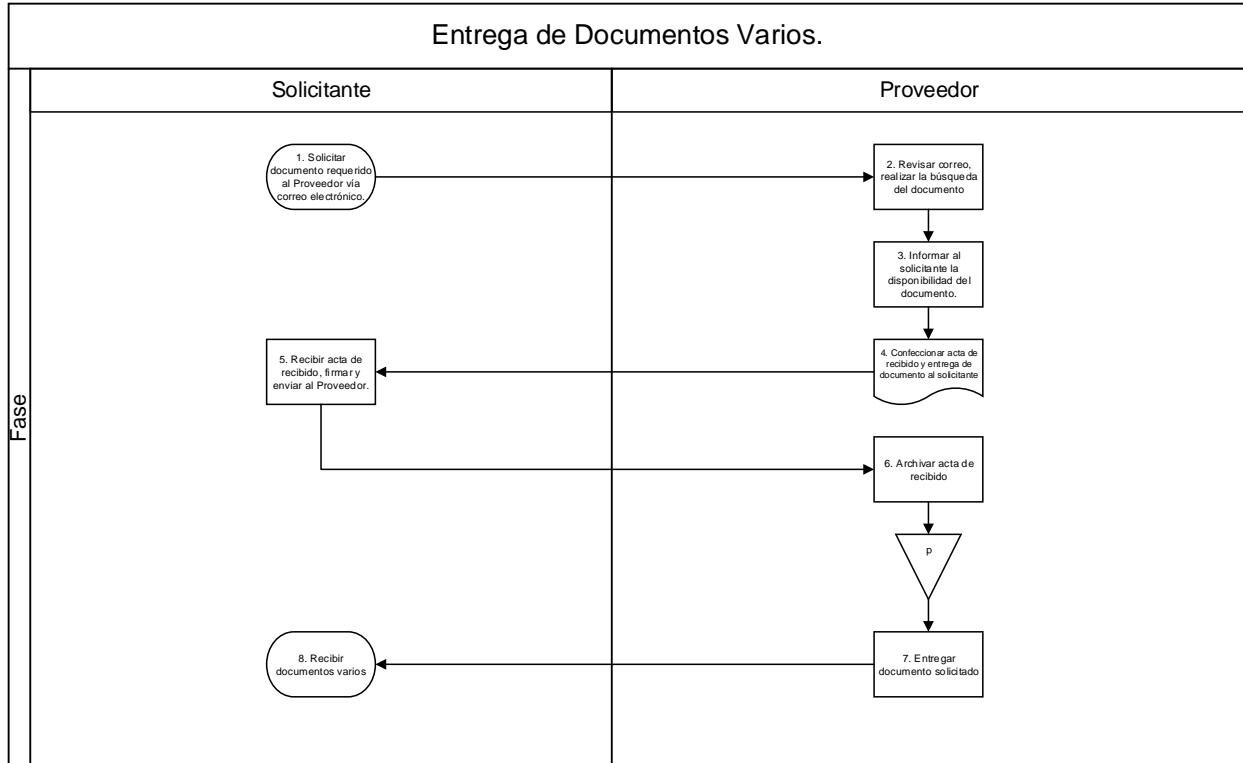 Entrega de Documentos Varios.
Fase
Solicitante
Proveedor
1. Solicitar
documento requerido
al Proveedor vía
correo electrónico.
2. Revisar correo,
realizar la búsqueda
del documento
3. Informar al
solicitante la
disponibilidad del
documento.
4. Confeccionar acta de
recibido y entrega de
documento al solicitante
5. Recibir acta de
recibido, firmar y
enviar al Proveedor.
6. Archivar acta de
recibido
p
7. Entregar
documento solicitado
8. Recibir
documentos varios